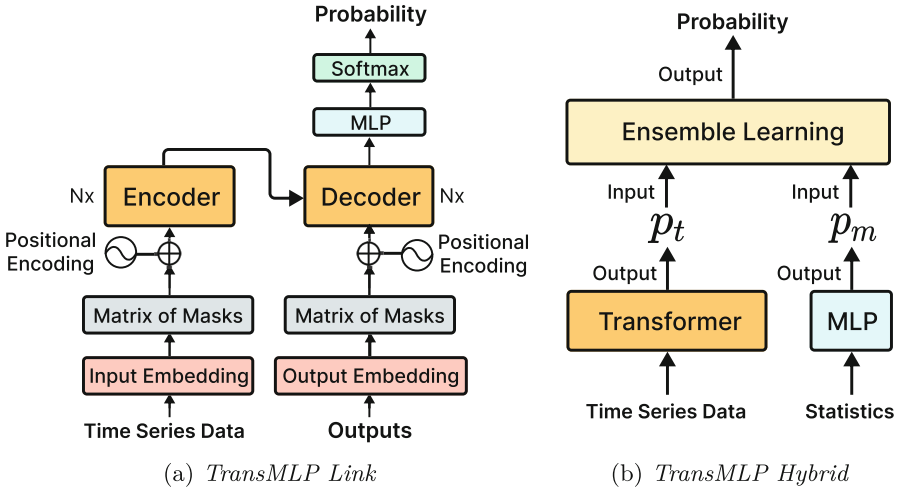 Probability
Softmax
MLP
Encoder
Nx
Decoder
Nx
Positional
Encoding
Positional
Encoding
Matrix of Masks
Matrix of Masks
Input Embedding
Output Embedding
Time Series Data
Outputs
(a) TransMLP Link
Probability
Output
Ensemble Learning
Input
Input
p_t
p_m
Output
Output
Transformer
MLP
Time Series Data
Statistics
(b) TransMLP Hybrid